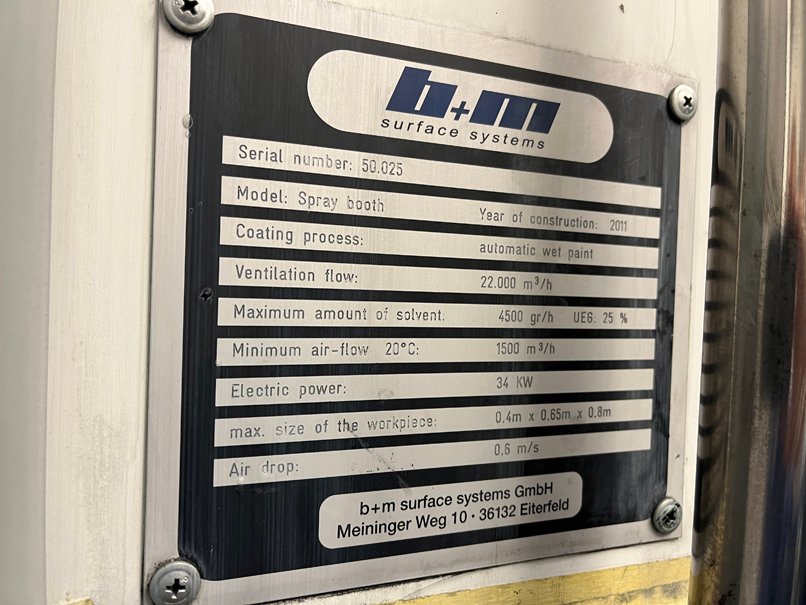 b+m
surface systems
Serial number: 50.025
Model: Spray booth Year of construction: 2011
Coating process: automatic wet paint
Ventilation flow: 22.000 m³/h
Maximum amount of solvent. 4500 gr/h UEG. 25 %
Minimum air-flow 20°C: 1500 m³/h
Electric power: 34 KW
max. size of the workpiece: 0.4m x 0.65m x 0.8m
Air drop: 0.6 m/s
b+m surface systems GmbH
Meininger Weg 10 · 36132 Eiterfeld